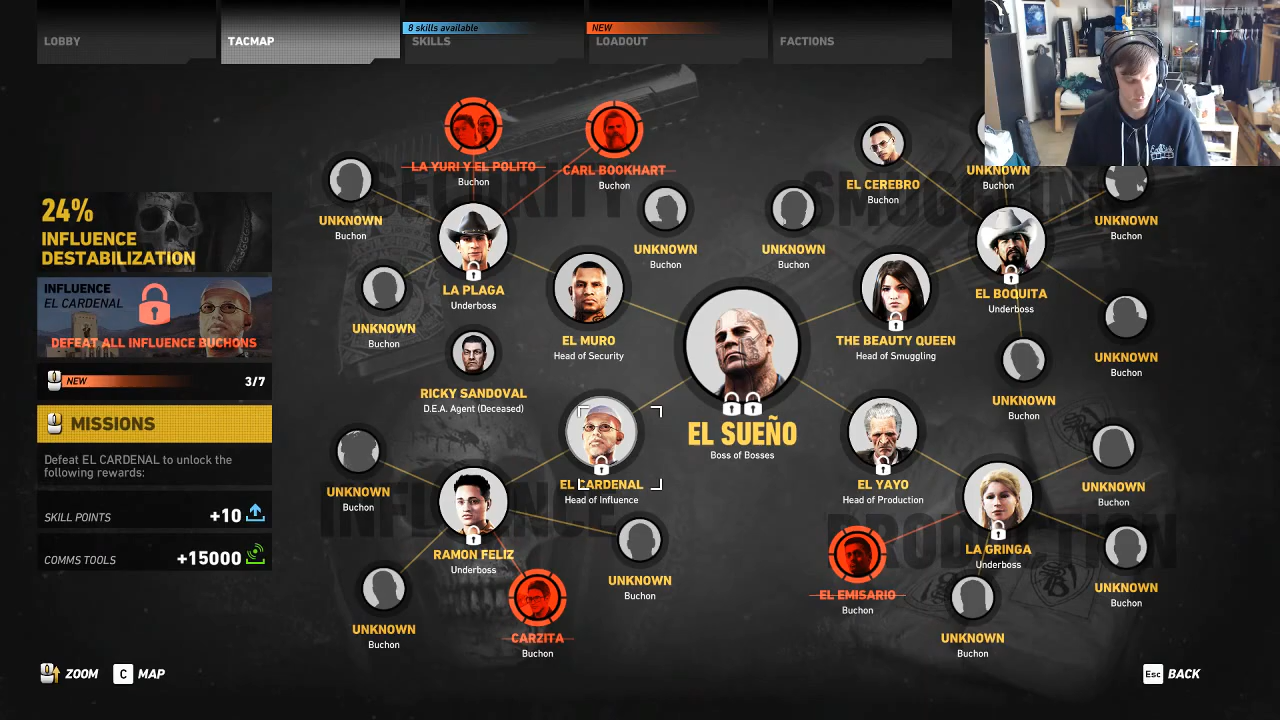 LOBBY
TACMAP
8 skills available
SKILLS
NEW
LOADOUT
FACTIONS
24%
INFLUENCE
DESTABILIZATION
INFLUENCE
EL CARDENAL
DEFEAT ALL INFLUENCE BUCHONS
NEW
3/7
MISSIONS
Defeat EL CARDENAL to unlock the
following rewards:
SKILL POINTS
+10
COMMS TOOLS
+15000
SECURITY
LA YURI Y EL POLITO
Buchon
CARL BOOKHART
Buchon
UNKNOWN
Buchon
UNKNOWN
Buchon
LA PLAGA
Underboss
UNKNOWN
Buchon
EL MURO
Head of Security
RICKY SANDOVAL
D.E.A. Agent (Deceased)
EL CEREBRO
Buchon
UNKNOWN
Buchon
UNKNOWN
Buchon
UNKNOWN
Buchon
EL BOQUITA
Underboss
THE BEAUTY QUEEN
Head of Smuggling
UNKNOWN
Buchon
UNKNOWN
Buchon
EL SUEÑO
Boss of Bosses
INFLUENCE
EL CARDENAL
Head of Influence
UNKNOWN
Buchon
RAMON FELIZ
Underboss
UNKNOWN
Buchon
UNKNOWN
Buchon
CARZITA
Buchon
PRODUCTION
EL YAYO
Head of Production
UNKNOWN
Buchon
LA GRINGA
Underboss
EL EMISARIO
Buchon
UNKNOWN
Buchon
UNKNOWN
Buchon
ZOOM
C MAP
Esc BACK